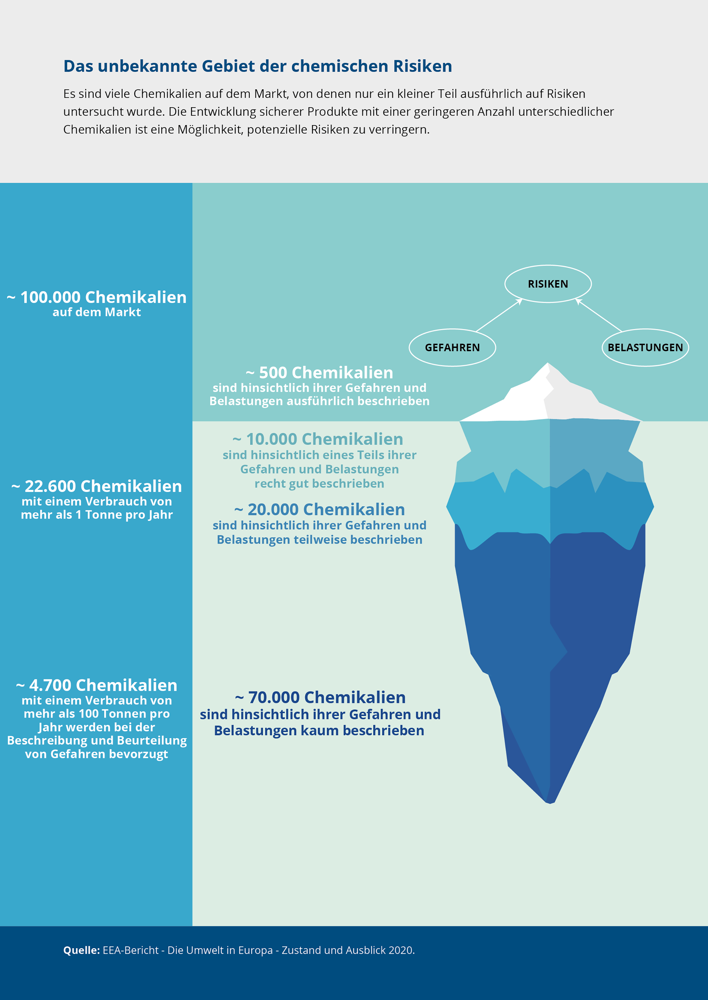 Das unbekannte Gebiet der chemischen Risiken
Es sind viele Chemikalien auf dem Markt, von denen nur ein kleiner Teil ausführlich auf Risiken
untersucht wurde. Die Entwicklung sicherer Produkte mit einer geringeren Anzahl unterschiedlicher
Chemikalien ist eine Möglichkeit, potenzielle Risiken zu verringern.
~ 100.000 Chemikalien
auf dem Markt
~ 22.600 Chemikalien
mit einem Verbrauch von
mehr als 1 Tonne pro Jahr
~ 4.700 Chemikalien
mit einem Verbrauch von
mehr als 100 Tonnen pro
Jahr werden bei der
Beschreibung und Beurteilung
von Gefahren bevorzugt
RISIKEN
GEFAHREN
BELASTUNGEN
~ 500 Chemikalien
sind hinsichtlich ihrer Gefahren und
Belastungen ausführlich beschrieben
~ 10.000 Chemikalien
sind hinsichtlich eines Teils ihrer
Gefahren und Belastungen
recht gut beschrieben
~ 20.000 Chemikalien
sind hinsichtlich ihrer Gefahren und
Belastungen teilweise beschrieben
~ 70.000 Chemikalien
sind hinsichtlich ihrer Gefahren und
Belastungen kaum beschrieben
Quelle: EEA-Bericht - Die Umwelt in Europa - Zustand und Ausblick 2020.